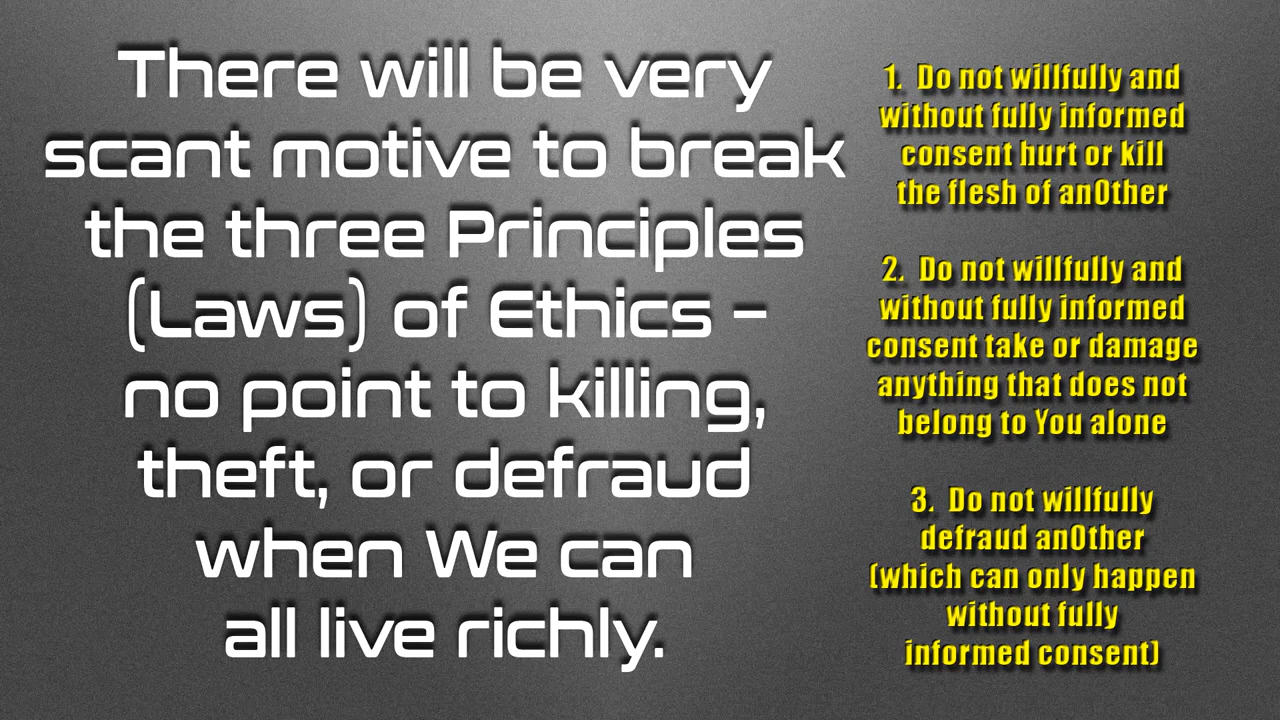 There will be very
scant motive to break
the three Principles
(Laws) of Ethics –
no point to killing,
theft, or defraud
when We can
all live richly.
1. Do not willfully and
without fully informed
consent hurt or kill
the flesh of anOther
2. Do not willfully and
without fully informed
consent take or damage
anything that does not
belong to You alone
3. Do not willfully
defraud anOther
(which can only happen
without fully
informed consent)